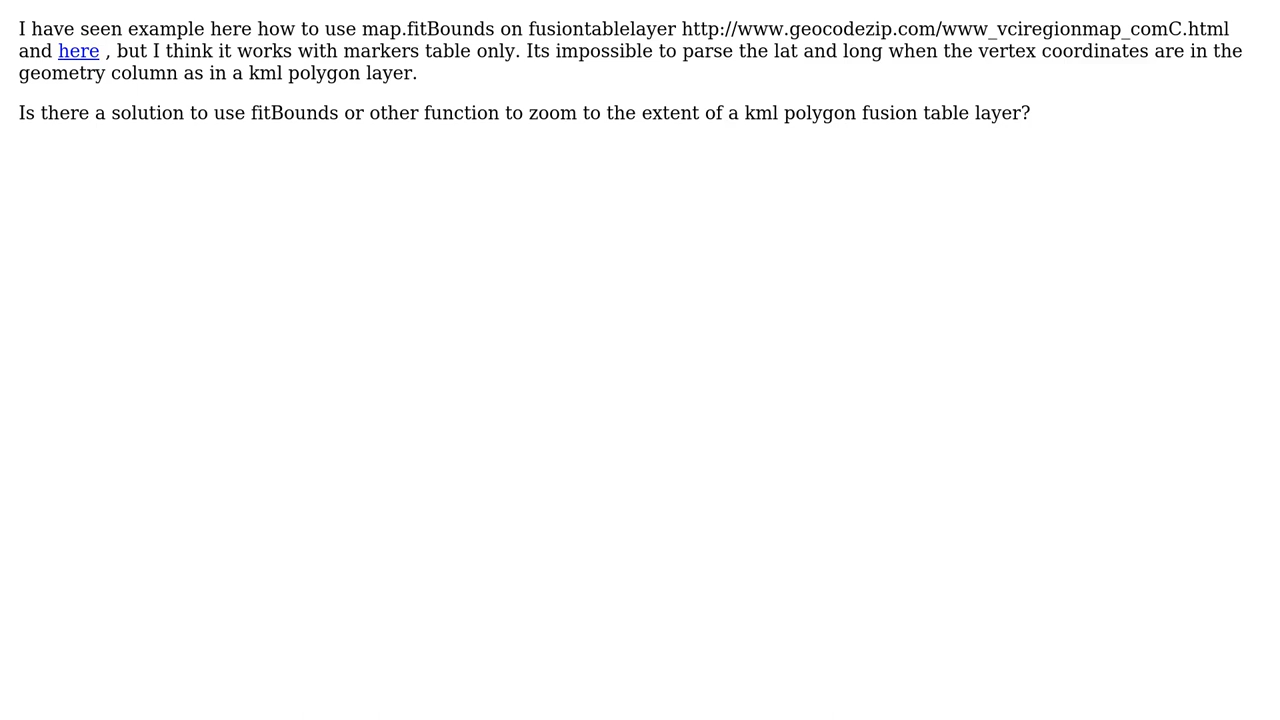 I have seen example here how to use map.fitBounds on fusiontablelayer http://www.geocodezip.com/www_vciregionmap_comC.html
and here , but I think it works with markers table only. Its impossible to parse the lat and long when the vertex coordinates are in the
geometry column as in a kml polygon layer.
Is there a solution to use fitBounds or other function to zoom to the extent of a kml polygon fusion table layer?